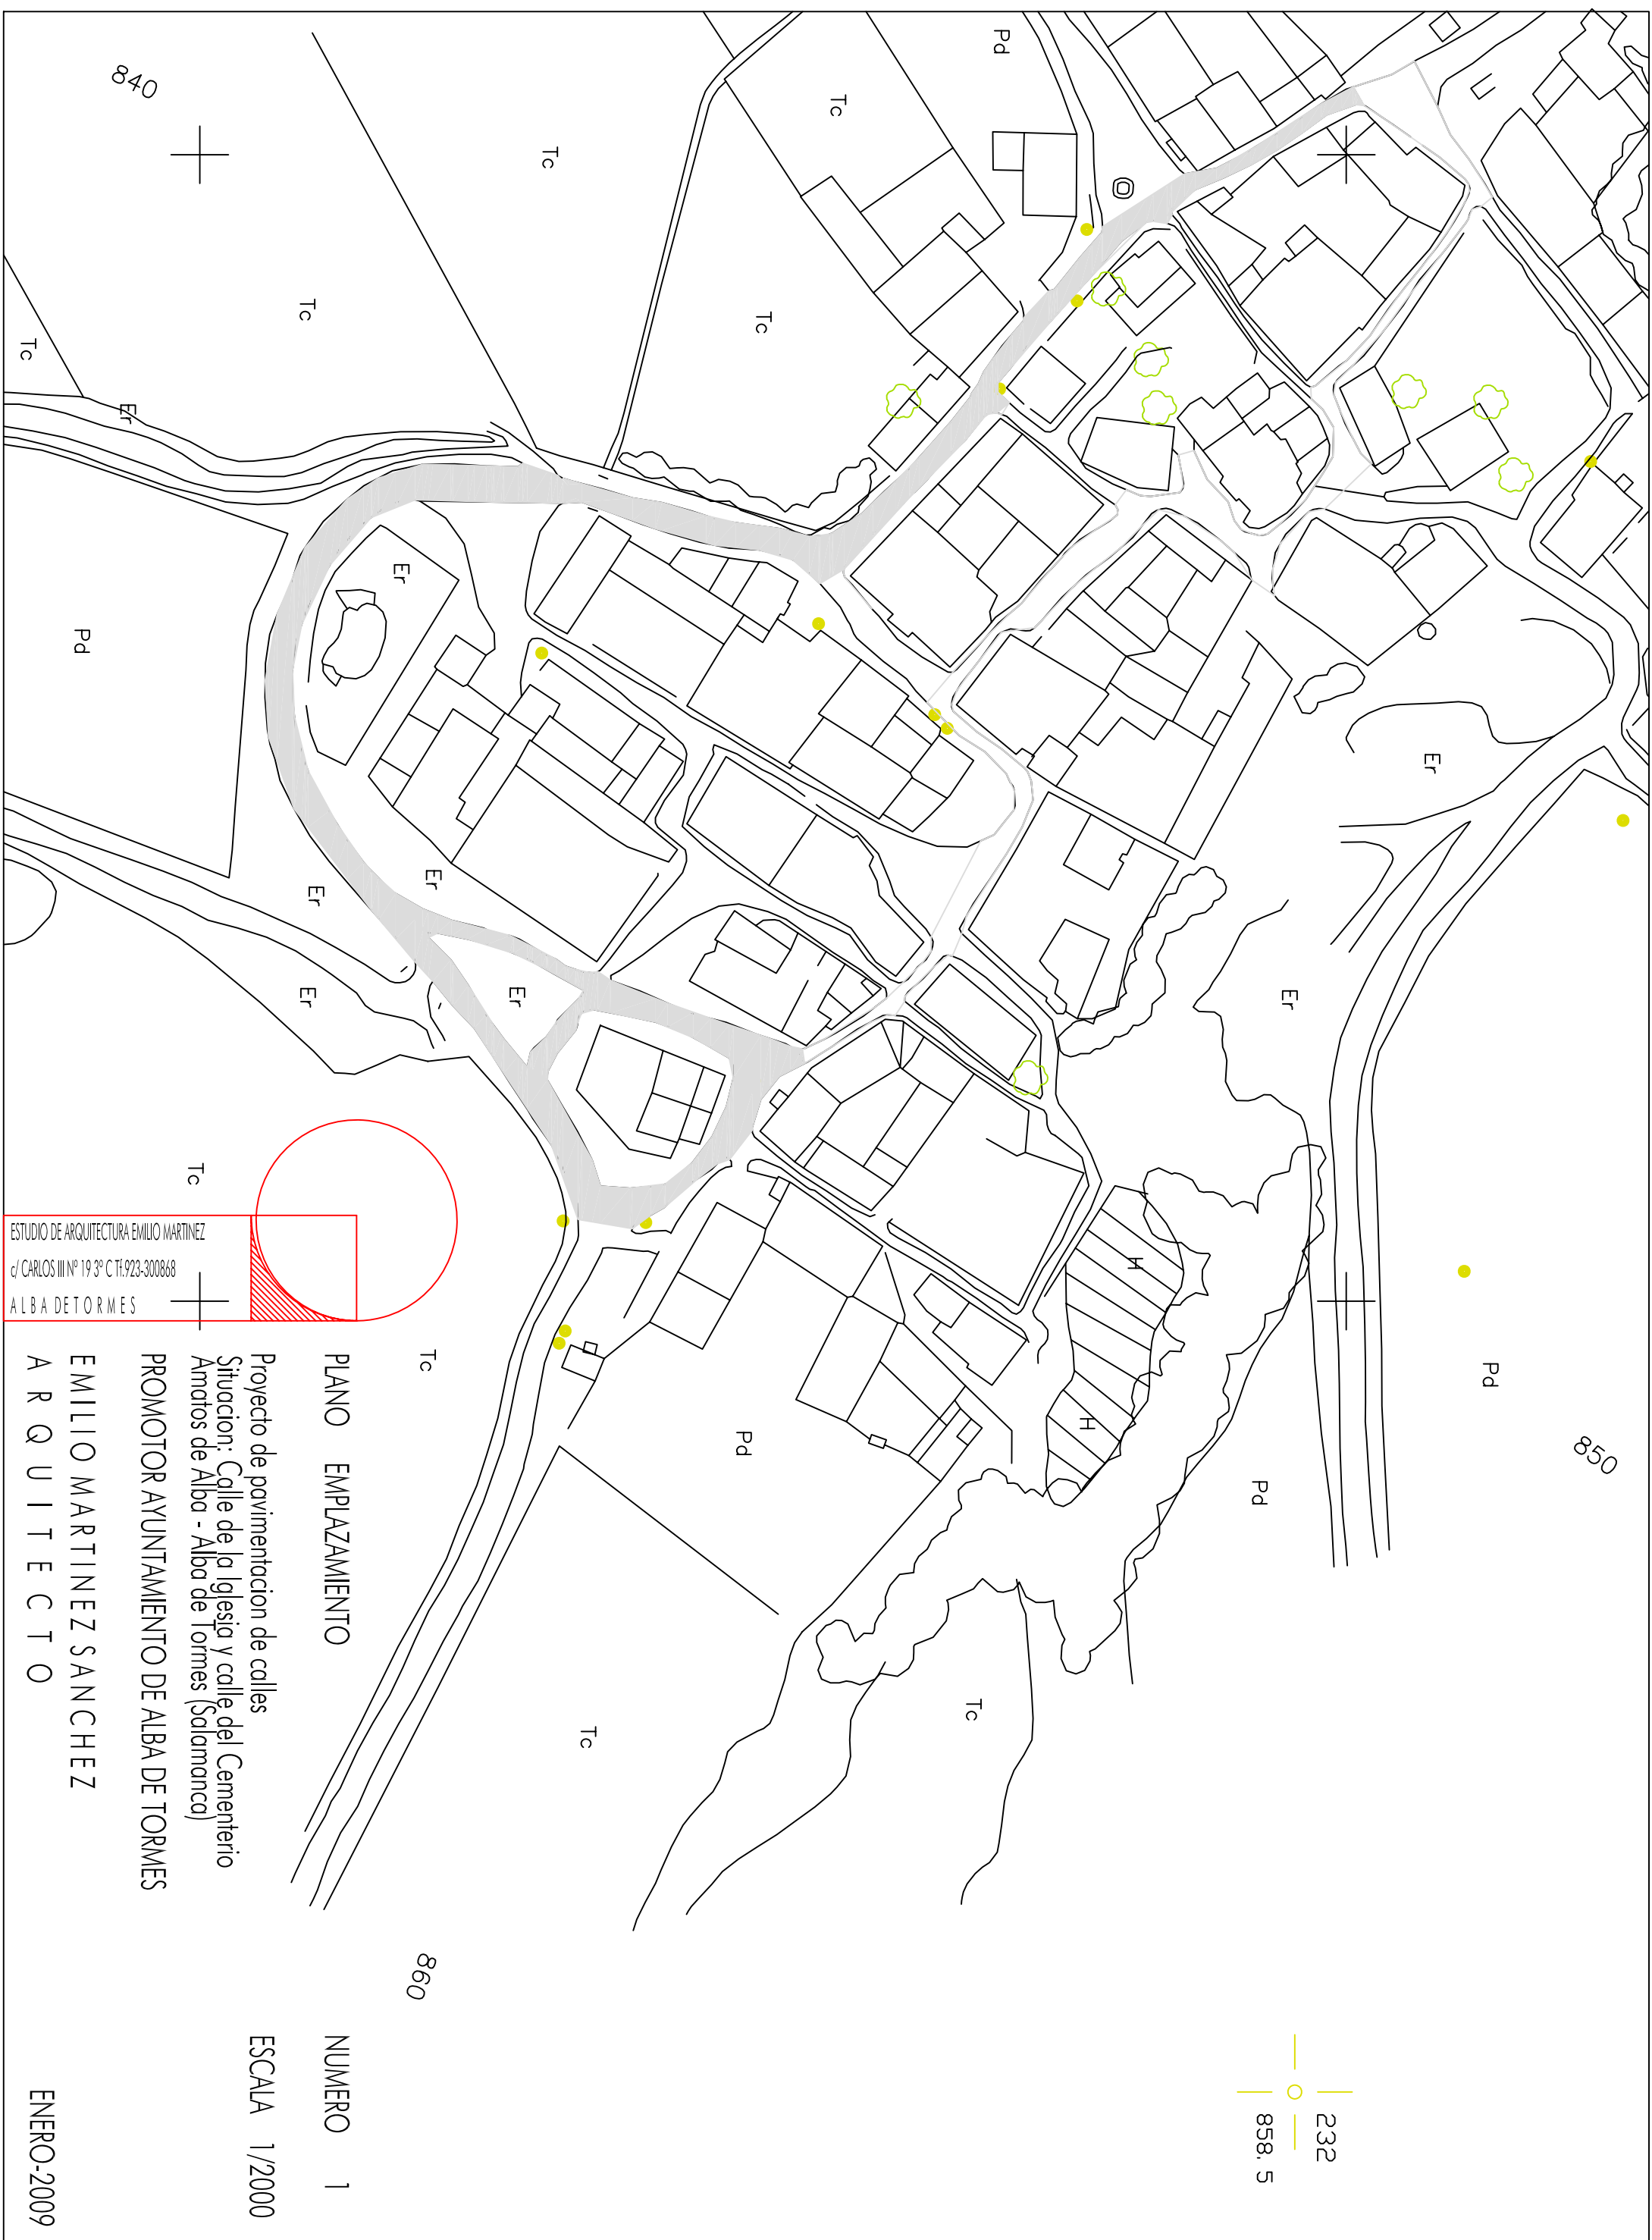 Pd
840
Tc
Tc
Tc
Tc
Tc
Er
Er
Pd
Er
Er
Er
Er
Er
Er
Tc
Tc
H
H
Pd
Pd
Pd
850
Tc
Tc
860
232
858.5
ESTUDIO DE ARQUITECTURA EMILIO MARTINEZ
c/ CARLOS III Nº 19 3º C Tf.923-300868
ALBA DE TORMES
PLANO EMPLAZAMIENTO
NUMERO 1
Proyecto de pavimentacion de calles
Situacion: Calle de la Iglesia y calle del Cementerio
Amatos de Alba - Alba de Tormes (Salamanca)
ESCALA 1/2000
PROMOTOR AYUNTAMIENTO DE ALBA DE TORMES
EMILIO MARTINEZ SANCHEZ
ARQUITECTO
ENERO-2009